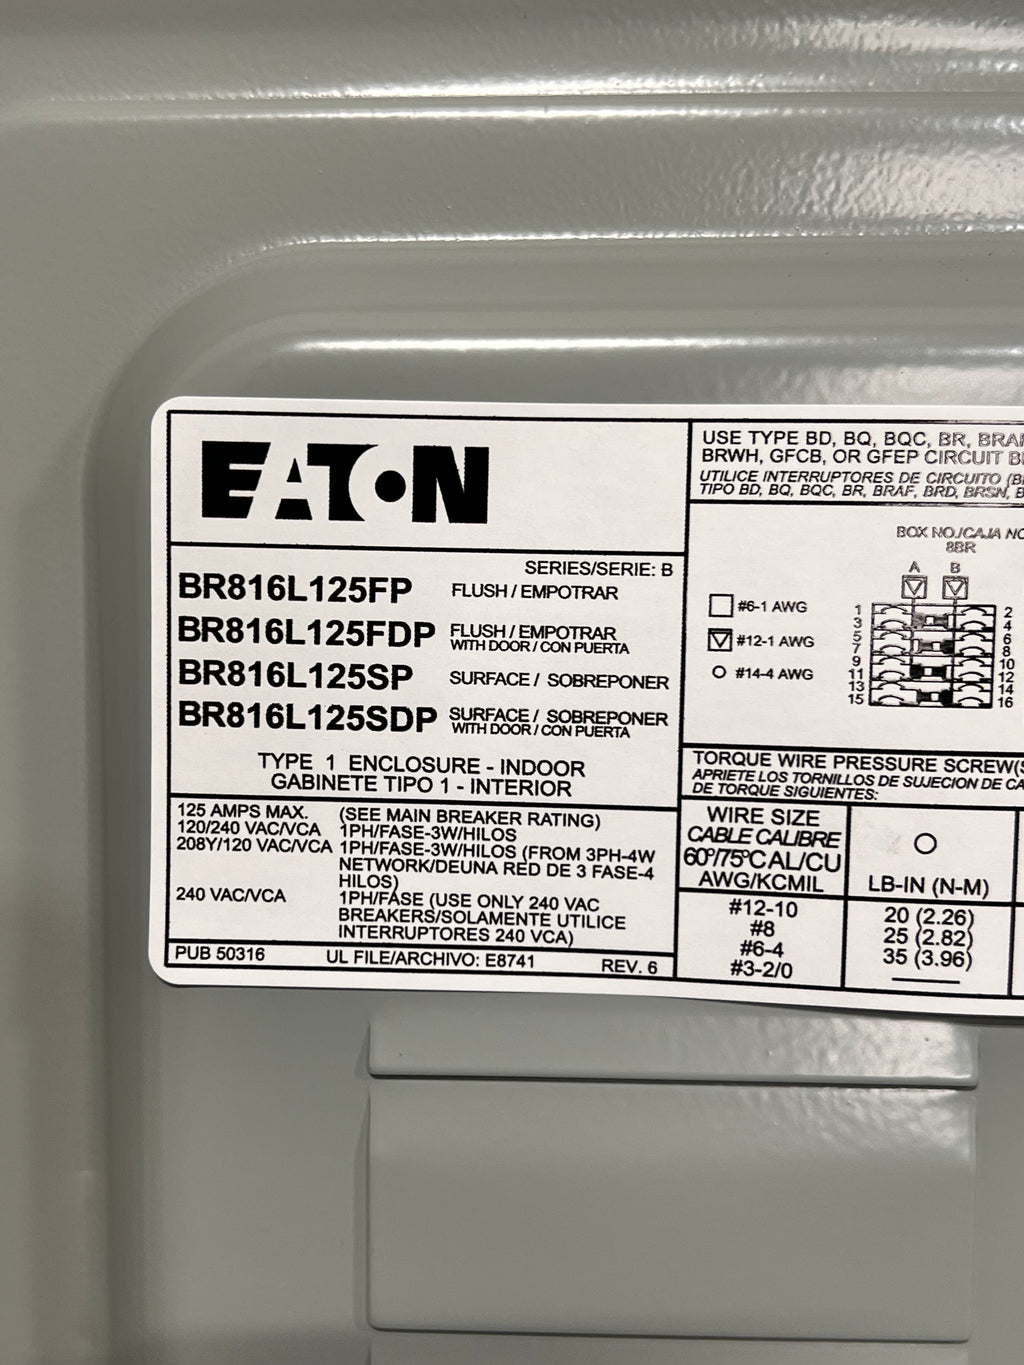 EATON
SERIES/SERIE: B
BR816L125FP FLUSH / EMPOTRAR
BR816L125FDP FLUSH / EMPOTRAR
WITH DOOR / CON PUERTA
BR816L125SP SURFACE / SOBREPONER
BR816L125SDP SURFACE / SOBREPONER
WITH DOOR / CON PUERTA
TYPE 1 ENCLOSURE - INDOOR
GABINETE TIPO 1 - INTERIOR
125 AMPS MAX. (SEE MAIN BREAKER RATING)
120/240 VAC/VCA 1PH/FASE-3W/HILOS
208Y/120 VAC/VCA 1PH/FASE-3W/HILOS (FROM 3PH-4W
NETWORK/DEUNA RED DE 3 FASE-4
HILOS)
240 VAC/VCA 1PH/FASE (USE ONLY 240 VAC
BREAKERS/SOLAMENTE UTILICE
INTERRUPTORES 240 VCA)
PUB 50316 UL FILE/ARCHIVO: E8741 REV. 6
USE TYPE BD, BQ, BQC, BR, BRAF
BRWH, GFCB, OR GFEP CIRCUIT
UTILICE INTERRUPTORES DE CIRCUITO
TIPO BD, BQ, BQC, BR, BRAF, BRD, BRSN,
BOX NO./CAJA NO
8BR
A B
#6-1 AWG
#12-1 AWG
#14-4 AWG
1 2
3 4
5 6
7 8
9 10
11 12
13 14
15 16
TORQUE WIRE PRESSURE SCREW(S
APRIETE LOS TORNILLOS DE SUJECION DE CA
DE TORQUE SIGUIENTES:
WIRE SIZE
CABLE CALIBRE
60°/75°C AL/CU
AWG/KCMIL LB-IN (N-M)
#12-10 20 (2.26)
#8 25 (2.82)
#6-4 35 (3.96)
#3-2/0